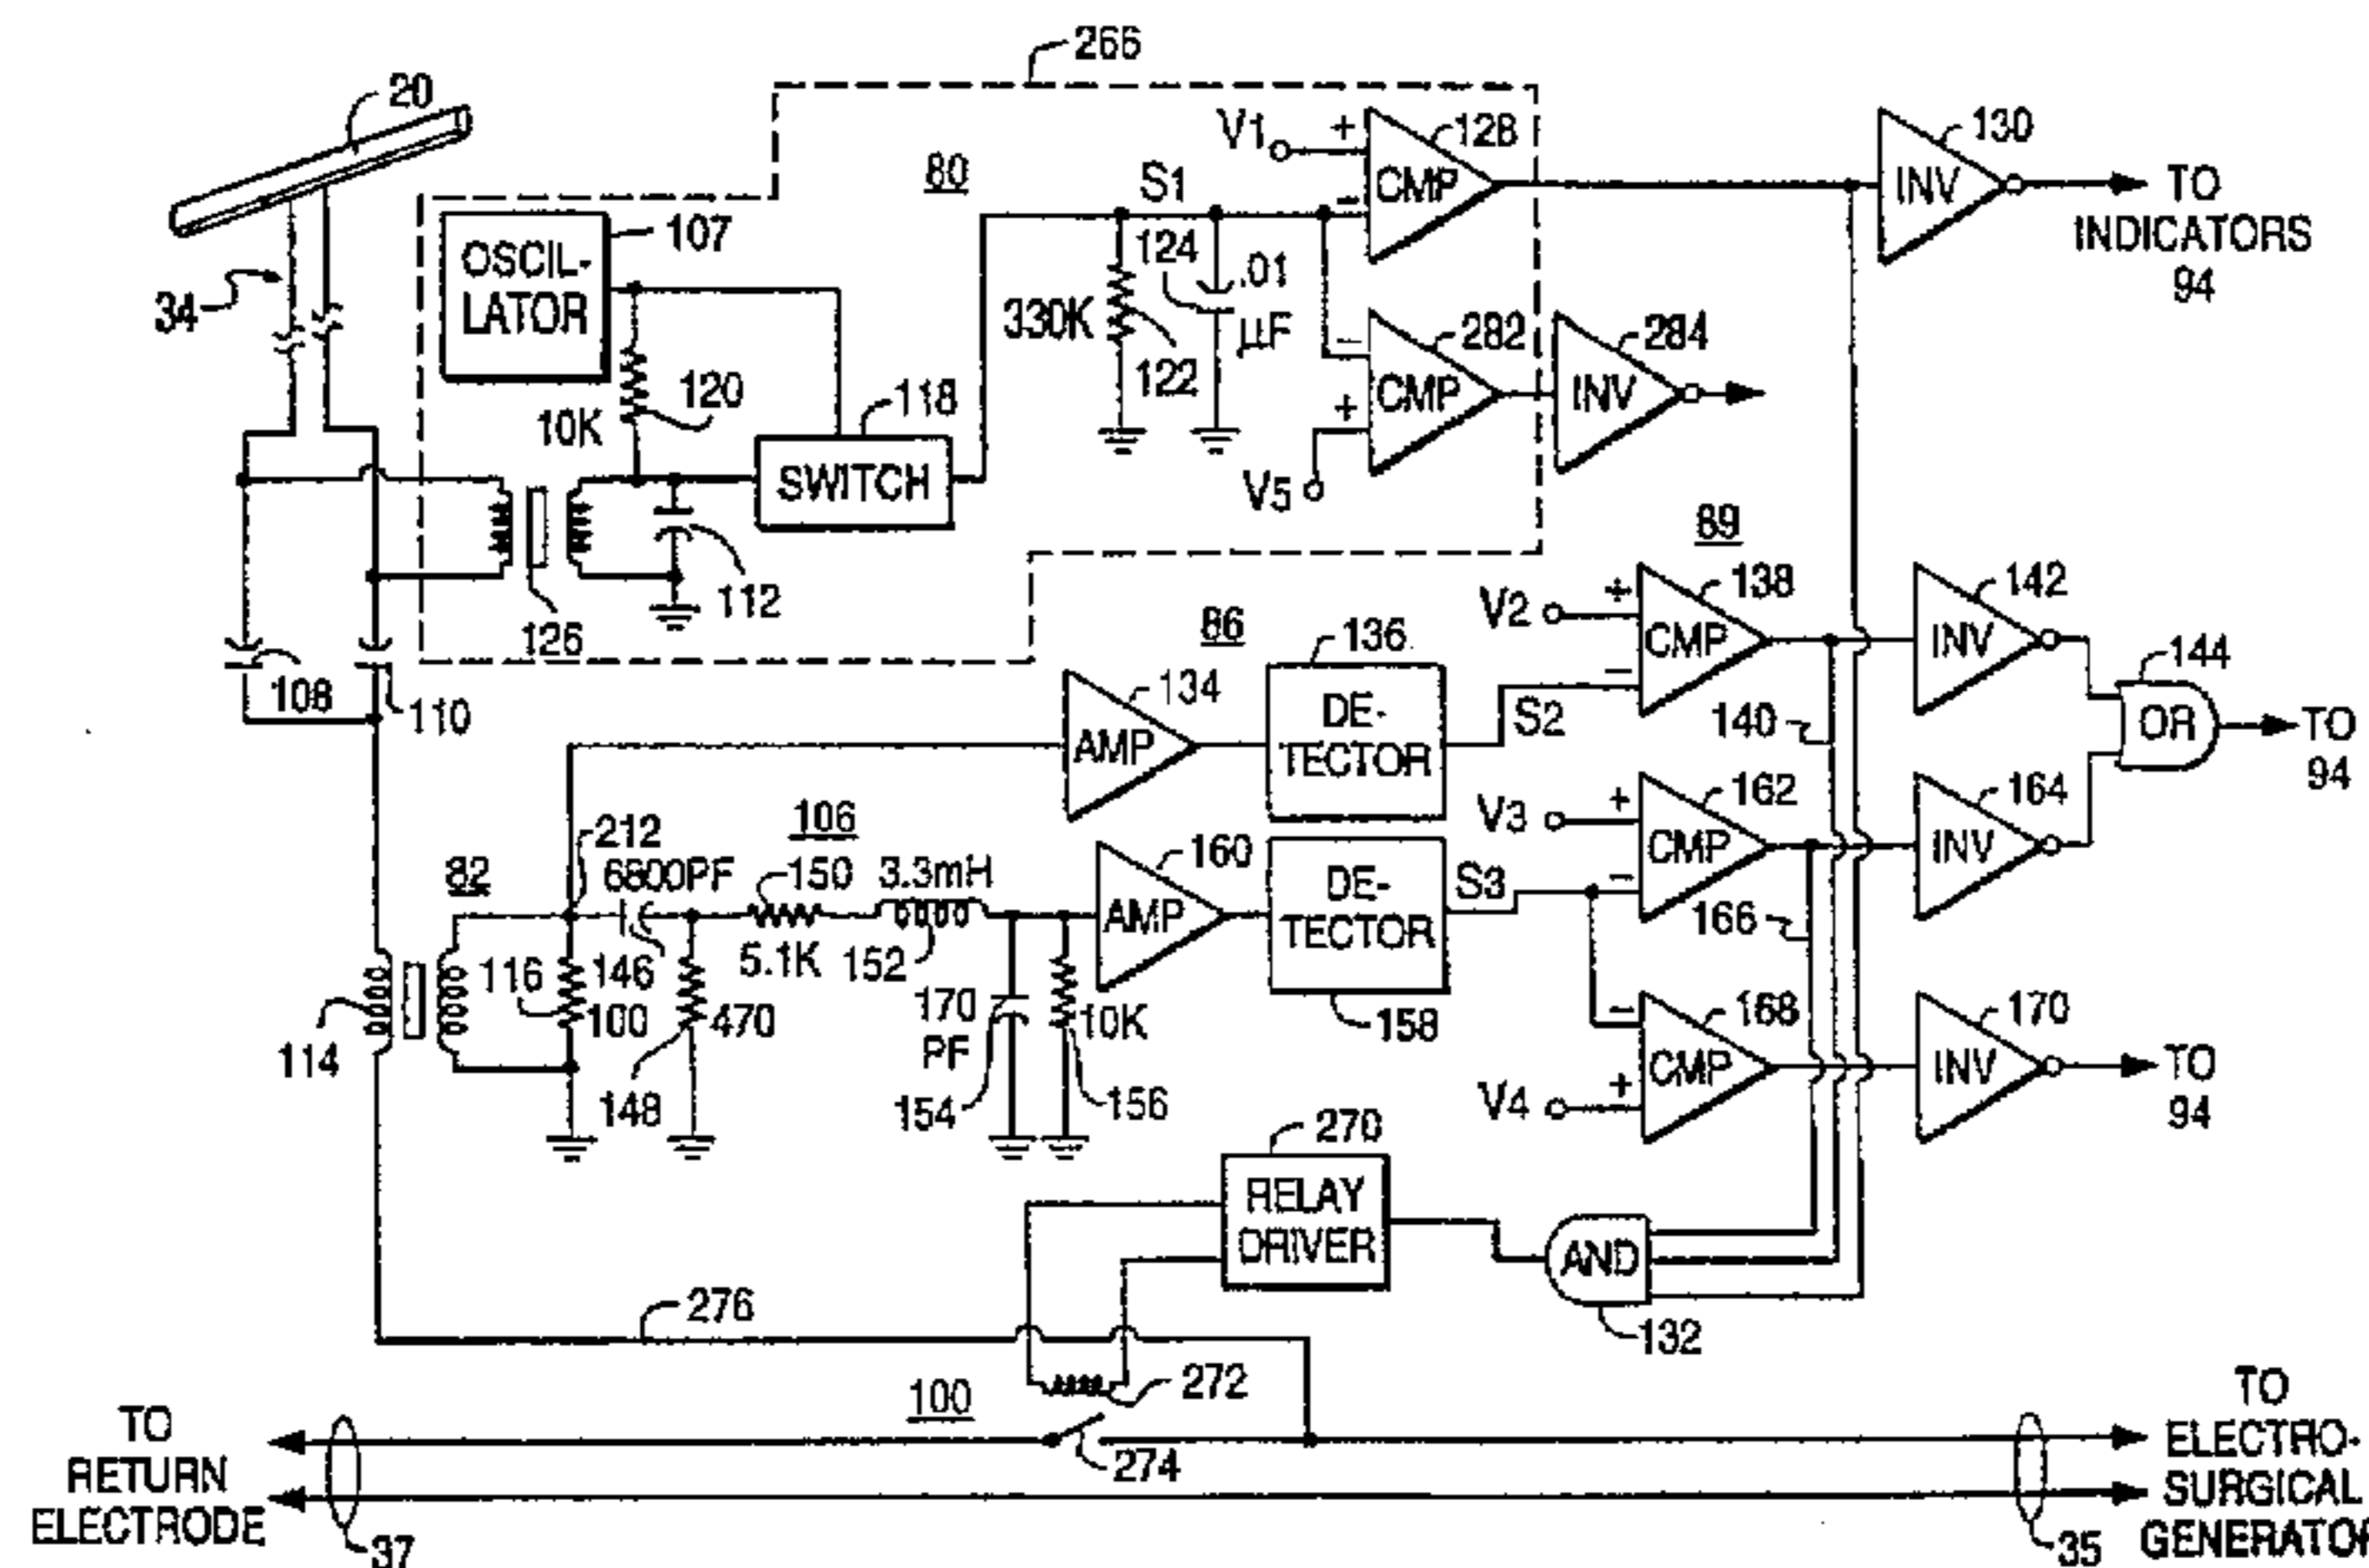 266
20
V1
+
128
CMP
-
130
INV
TO
INDICATORS
94
80
S1
OSCIL-
LATOR
107
34
124
.01
µF
330K
122
282
CMP
-
+
V5
284
INV
120
10K
118
SWITCH
112
126
108
110
89
V2
+
138
CMP
-
142
INV
144
OR
TO
94
86
136
134
AMP
DE-
TECTOR
S2
140
V3
+
162
CMP
-
164
INV
212
106
82
6800PF
150
3.3mH
160
AMP
DE-
TECTOR
S3
166
158
116
100
146
148
470
5.1K
152
170
PF
154
10K
156
114
-
168
CMP
+
V4
170
INV
TO
94
270
RELAY
DRIVER
AND
132
276
272
100
274
TO
RETURN
ELECTRODE
37
TO
ELECTRO-
SURGICAL
GENERATOR
35